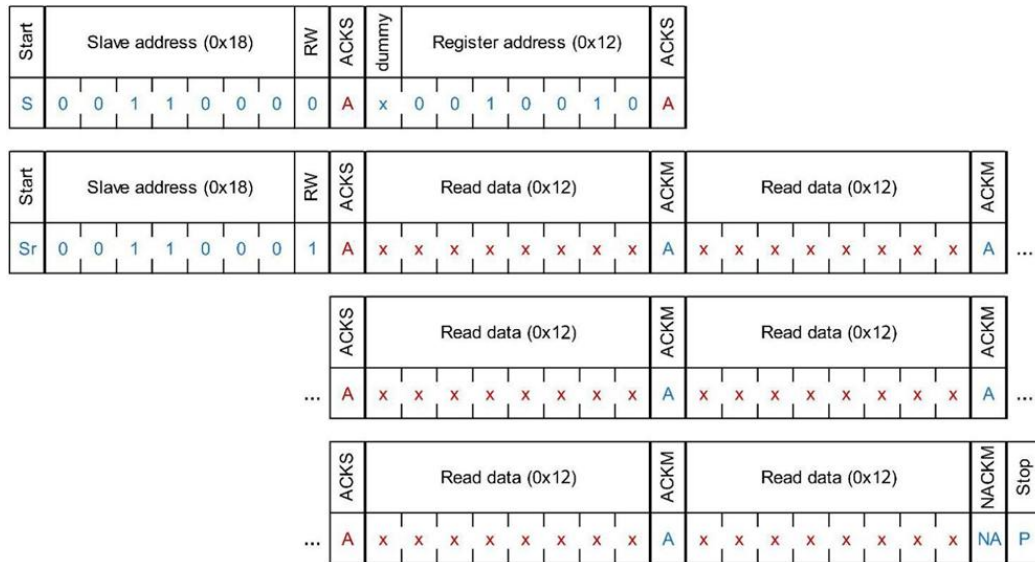 Start Slave address (0x18) RW ACKS dummy Register address (0x12) ACKS
S 0 0 1 1 0 0 0 0 A x 0 0 1 0 0 1 0 A
Start Slave address (0x18) RW ACKS Read data (0x12) ACKM Read data (0x12) ACKM
Sr 0 0 1 1 0 0 0 1 A x x x x x x x x A x x x x x x x x A ...
ACKS Read data (0x12) ACKM Read data (0x12) ACKM
... A x x x x x x x x A x x x x x x x x A ...
ACKS Read data (0x12) ACKM Read data (0x12) NACKM Stop
... A x x x x x x x x A x x x x x x x x NA P